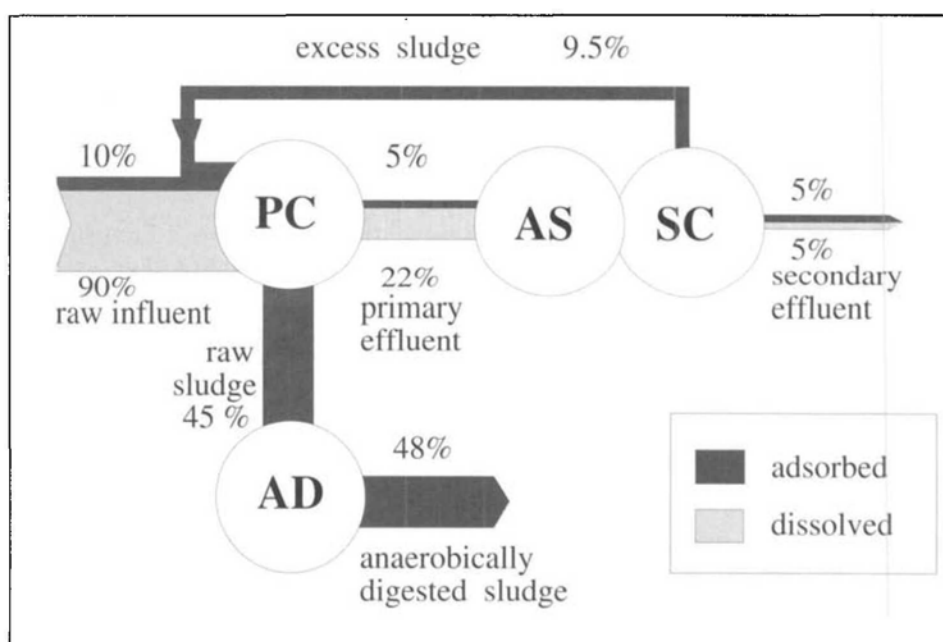 excess sludge 9.5%
10%
5%
PC
AS
SC
5%
90%
raw influent
22%
primary
effluent
5%
secondary
effluent
raw
sludge
45 %
AD
48%
anaerobically
digested sludge
adsorbed
dissolved